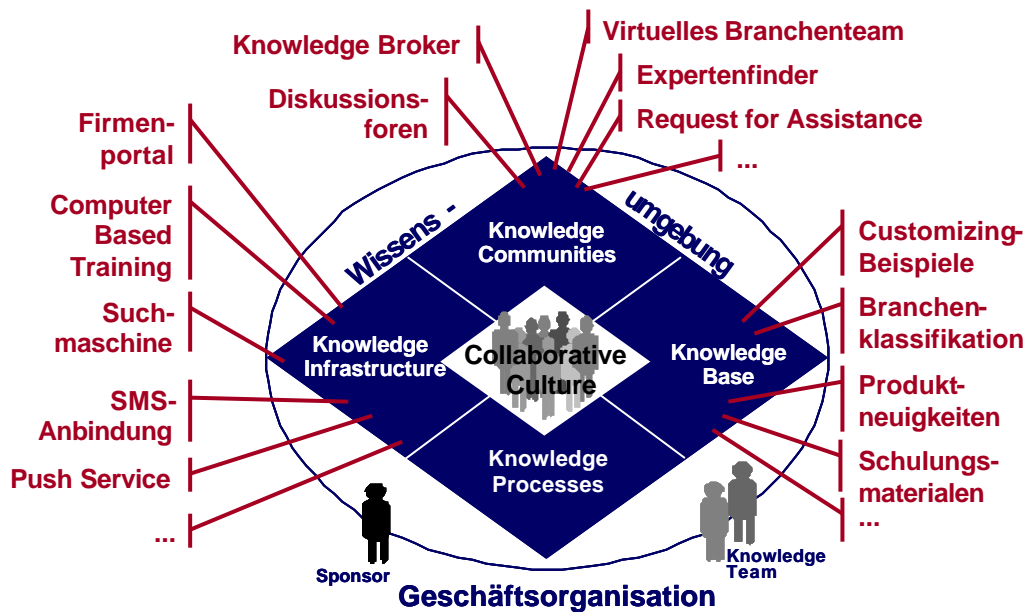 Knowledge Broker
Virtuelles Branchenteam
Expertenfinder
Diskussions-
foren
Request for Assistance
...
Firmen-
portal
Computer
Based
Training
Such-
maschine
SMS-
Anbindung
Push Service
...
Wissens -
umgebung
Knowledge
Communities
Knowledge
Infrastructure
Collaborative
Culture
Knowledge
Base
Knowledge
Processes
Customizing-
Beispiele
Branchen-
klassifikation
Produkt-
neuigkeiten
Schulungs-
materialen
...
Sponsor
Knowledge
Team
Geschäftsorganisation